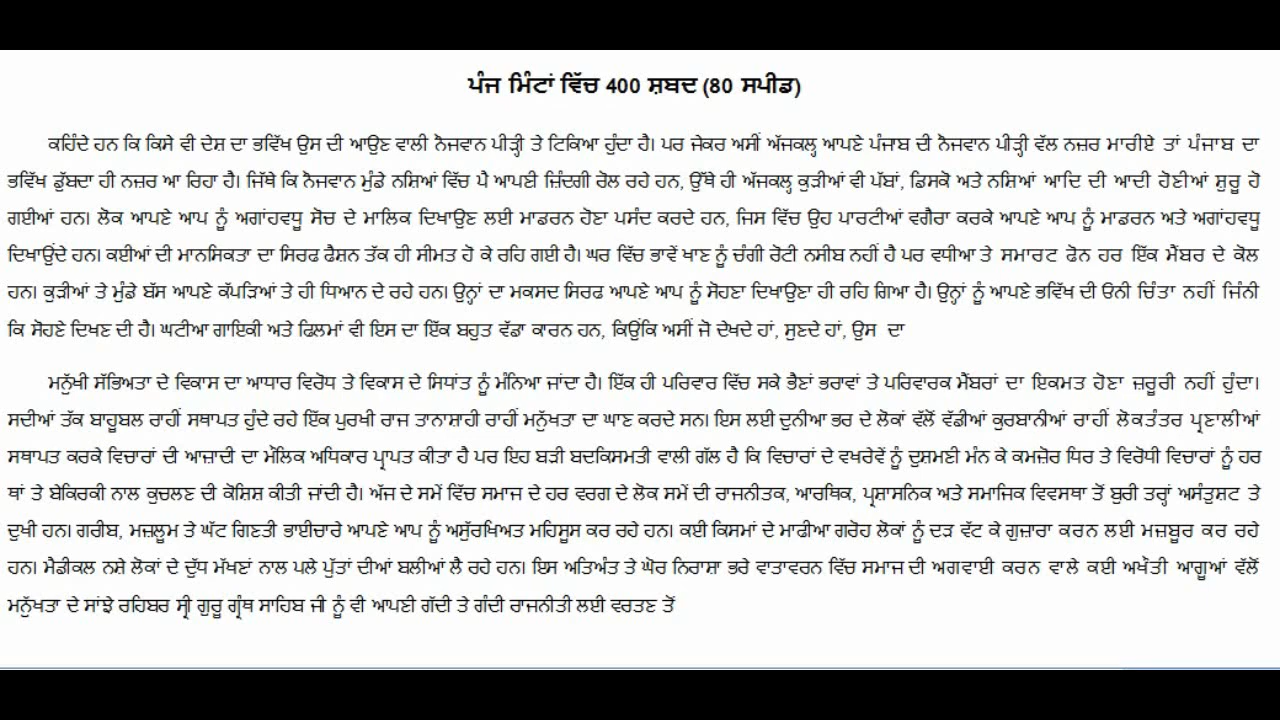 ਪੰਜ ਮਿੰਟਾਂ ਵਿੱਚ 400 ਸ਼ਬਦ (80 ਸਪੀਡ)
ਕਹਿੰਦੇ ਹਨ ਕਿ ਕਿਸੇ ਵੀ ਦੇਸ਼ ਦਾ ਭਵਿੱਖ ਉਸ ਦੀ ਆਉਣ ਵਾਲੀ ਨੌਜਵਾਨ ਪੀੜ੍ਹੀ ਤੇ ਟਿਕਿਆ ਹੁੰਦਾ ਹੈ। ਪਰ ਜੇਕਰ ਅਸੀਂ ਅੱਜਕਲ੍ਹ ਆਪਣੇ ਪੰਜਾਬ ਦੀ ਨੌਜਵਾਨ ਪੀੜ੍ਹੀ ਵੱਲ ਨਜ਼ਰ ਮਾਰੀਏ ਤਾਂ ਪੰਜਾਬ ਦਾ
ਭਵਿੱਖ ਡੁੱਬਦਾ ਹੀ ਨਜ਼ਰ ਆ ਰਿਹਾ ਹੈ। ਜਿੱਥੇ ਕਿ ਨੌਜਵਾਨ ਮੁੰਡੇ ਨਸ਼ਿਆਂ ਵਿੱਚ ਪੈ ਆਪਣੀ ਜ਼ਿੰਦਗੀ ਰੋਲ ਰਹੇ ਹਨ, ਉੱਥੇ ਹੀ ਅੱਜਕਲ੍ਹ ਕੁੜੀਆਂ ਵੀ ਪੱਬਾਂ, ਡਿਸਕੋ ਅਤੇ ਨਸ਼ਿਆਂ ਆਦਿ ਦੀ ਆਦੀ ਹੋਣੀਆਂ ਸ਼ੁਰੂ ਹੋ
ਗਈਆਂ ਹਨ। ਲੋਕ ਆਪਣੇ ਆਪ ਨੂੰ ਅਗਾਂਹਵਧੂ ਸੋਚ ਦੇ ਮਾਲਿਕ ਦਿਖਾਉਣ ਲਈ ਮਾਡਰਨ ਹੋਣਾ ਪਸੰਦ ਕਰਦੇ ਹਨ, ਜਿਸ ਵਿੱਚ ਉਹ ਪਾਰਟੀਆਂ ਵਗੈਰਾ ਕਰਕੇ ਆਪਣੇ ਆਪ ਨੂੰ ਮਾਡਰਨ ਅਤੇ ਅਗਾਂਹਵਧੂ
ਦਿਖਾਉਂਦੇ ਹਨ। ਕਈਆਂ ਦੀ ਮਾਨਸਿਕਤਾ ਦਾ ਸਿਰਫ ਫੈਸ਼ਨ ਤੱਕ ਹੀ ਸੀਮਤ ਹੋ ਕੇ ਰਹਿ ਗਈ ਹੈ। ਘਰ ਵਿੱਚ ਭਾਵੇਂ ਖਾਣ ਨੂੰ ਚੰਗੀ ਰੋਟੀ ਨਸੀਬ ਨਹੀਂ ਹੈ ਪਰ ਵਧੀਆ ਤੇ ਸਮਾਰਟ ਫੋਨ ਹਰ ਇੱਕ ਮੈਂਬਰ ਦੇ ਕੋਲ
ਹਨ। ਕੁੜੀਆਂ ਤੇ ਮੁੰਡੇ ਬੱਸ ਆਪਣੇ ਕੱਪੜਿਆਂ ਤੇ ਹੀ ਧਿਆਨ ਦੇ ਰਹੇ ਹਨ। ਉਨ੍ਹਾਂ ਦਾ ਮਕਸਦ ਸਿਰਫ ਆਪਣੇ ਆਪ ਨੂੰ ਸੋਹਣਾ ਦਿਖਾਉਣਾ ਹੀ ਰਹਿ ਗਿਆ ਹੈ। ਉਨ੍ਹਾਂ ਨੂੰ ਆਪਣੇ ਭਵਿੱਖ ਦੀ ਓਨੀ ਚਿੰਤਾ ਨਹੀਂ ਜਿੰਨੀ
ਕਿ ਸੋਹਣੇ ਦਿਖਣ ਦੀ ਹੈ। ਘਟੀਆ ਗਾਇਕੀ ਅਤੇ ਫਿਲਮਾਂ ਵੀ ਇਸ ਦਾ ਇੱਕ ਬਹੁਤ ਵੱਡਾ ਕਾਰਨ ਹਨ, ਕਿਉਂਕਿ ਅਸੀਂ ਜੋ ਦੇਖਦੇ ਹਾਂ, ਸੁਣਦੇ ਹਾਂ, ਉਸ ਦਾ
ਮਨੁੱਖੀ ਸੱਭਿਅਤਾ ਦੇ ਵਿਕਾਸ ਦਾ ਆਧਾਰ ਵਿਰੋਧ ਤੇ ਵਿਕਾਸ ਦੇ ਸਿਧਾਂਤ ਨੂੰ ਮੰਨਿਆ ਜਾਂਦਾ ਹੈ। ਇੱਕ ਹੀ ਪਰਿਵਾਰ ਵਿੱਚ ਸਕੇ ਭੈਣਾਂ ਭਰਾਵਾਂ ਤੇ ਪਰਿਵਾਰਕ ਮੈਂਬਰਾਂ ਦਾ ਇਕਮਤ ਹੋਣਾ ਜ਼ਰੂਰੀ ਨਹੀਂ ਹੁੰਦਾ।
ਸਦੀਆਂ ਤੱਕ ਬਾਹੂਬਲ ਰਾਹੀਂ ਸਥਾਪਤ ਹੁੰਦੇ ਰਹੇ ਇੱਕ ਪੁਰਖੀ ਰਾਜ ਤਾਨਾਸ਼ਾਹੀ ਰਾਹੀਂ ਮਨੁੱਖਤਾ ਦਾ ਘਾਣ ਕਰਦੇ ਸਨ। ਇਸ ਲਈ ਦੁਨੀਆ ਭਰ ਦੇ ਲੋਕਾਂ ਵੱਲੋਂ ਵੱਡੀਆਂ ਕੁਰਬਾਨੀਆਂ ਰਾਹੀਂ ਲੋਕਤੰਤਰ ਪ੍ਰਣਾਲੀਆਂ
ਸਥਾਪਤ ਕਰਕੇ ਵਿਚਾਰਾਂ ਦੀ ਆਜ਼ਾਦੀ ਦਾ ਮੌਲਿਕ ਅਧਿਕਾਰ ਪ੍ਰਾਪਤ ਕੀਤਾ ਹੈ ਪਰ ਇਹ ਬੜੀ ਬਦਕਿਸਮਤੀ ਵਾਲੀ ਗੱਲ ਹੈ ਕਿ ਵਿਚਾਰਾਂ ਦੇ ਵਖਰੇਵੇਂ ਨੂੰ ਦੁਸ਼ਮਣੀ ਮੰਨ ਕੇ ਕਮਜ਼ੋਰ ਧਿਰ ਤੇ ਵਿਰੋਧੀ ਵਿਚਾਰਾਂ ਨੂੰ ਹਰ
ਥਾਂ ਤੇ ਬੇਕਿਰਕੀ ਨਾਲ ਕੁਚਲਣ ਦੀ ਕੋਸ਼ਿਸ਼ ਕੀਤੀ ਜਾਂਦੀ ਹੈ। ਅੱਜ ਦੇ ਸਮੇਂ ਵਿੱਚ ਸਮਾਜ ਦੇ ਹਰ ਵਰਗ ਦੇ ਲੋਕ ਸਮੇਂ ਦੀ ਰਾਜਨੀਤਕ, ਆਰਥਿਕ, ਪ੍ਰਸ਼ਾਸਨਿਕ ਅਤੇ ਸਮਾਜਿਕ ਵਿਵਸਥਾ ਤੋਂ ਬੁਰੀ ਤਰ੍ਹਾਂ ਅਸੰਤੁਸ਼ਟ ਤੇ
ਦੁਖੀ ਹਨ। ਗਰੀਬ, ਮਜ਼ਲੂਮ ਤੇ ਘੱਟ ਗਿਣਤੀ ਭਾਈਚਾਰੇ ਆਪਣੇ ਆਪ ਨੂੰ ਅਸੁੱਰਖਿਅਤ ਮਹਿਸੂਸ ਕਰ ਰਹੇ ਹਨ। ਕਈ ਕਿਸਮਾਂ ਦੇ ਮਾਫੀਆ ਗਰੋਹ ਲੋਕਾਂ ਨੂੰ ਦੜ ਵੱਟ ਕੇ ਗੁਜ਼ਾਰਾ ਕਰਨ ਲਈ ਮਜ਼ਬੂਰ ਕਰ ਰਹੇ
ਹਨ। ਮੈਡੀਕਲ ਨਸ਼ੇ ਲੋਕਾਂ ਦੇ ਦੁੱਧ ਮੱਖਣਾਂ ਨਾਲ ਪਲੇ ਪੁੱਤਾਂ ਦੀਆਂ ਬਲੀਆਂ ਲੈ ਰਹੇ ਹਨ। ਇਸ ਅਤਿਅੰਤ ਤੇ ਘੋਰ ਨਿਰਾਸ਼ਾ ਭਰੇ ਵਾਤਾਵਰਨ ਵਿੱਚ ਸਮਾਜ ਦੀ ਅਗਵਾਈ ਕਰਨ ਵਾਲੇ ਕਈ ਅਖੌਤੀ ਆਗੂਆਂ ਵੱਲੋਂ
ਮਨੁੱਖਤਾ ਦੇ ਸਾਂਝੇ ਰਹਿਬਰ ਸ੍ਰੀ ਗੁਰੂ ਗ੍ਰੰਥ ਸਾਹਿਬ ਜੀ ਨੂੰ ਵੀ ਆਪਣੀ ਗੱਦੀ ਤੇ ਗੰਦੀ ਰਾਜਨੀਤੀ ਲਈ ਵਰਤਣ ਤੋਂ